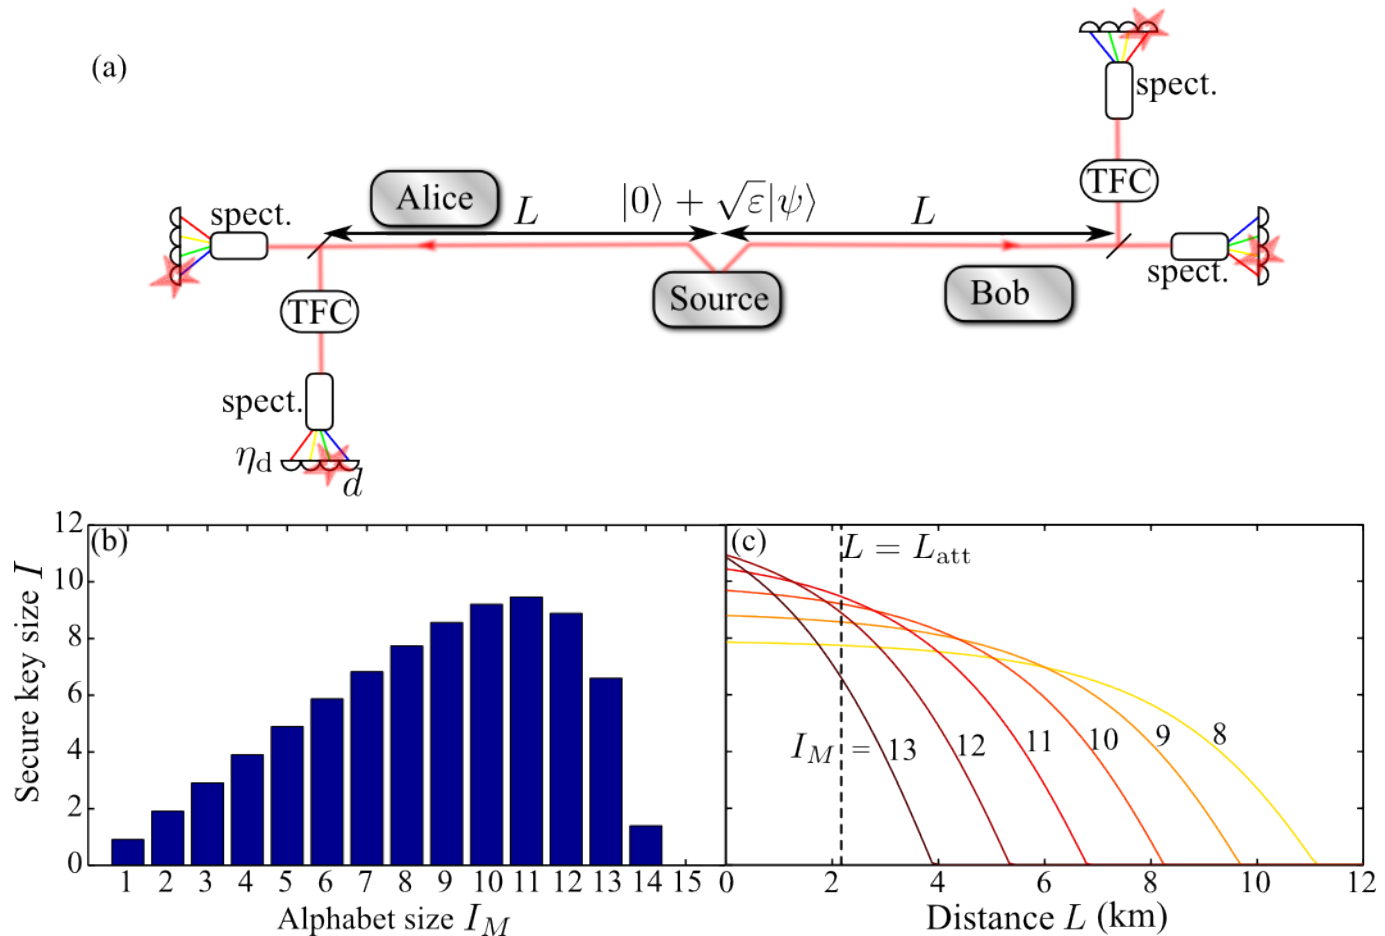 (a)
spect.
TFC
Alice
L
|0⟩ + √ε|ψ⟩
L
spect.
Source
Bob
spect.
TFC
spect.
η_d
d
(b)
Secure key size I
12
10
8
6
4
2
0
1 2 3 4 5 6 7 8 9 10 11 12 13 14 15
Alphabet size I_M
(c)
L = L_att
I_M = 13 12 11 10 9 8
0 2 4 6 8 10 12
Distance L (km)